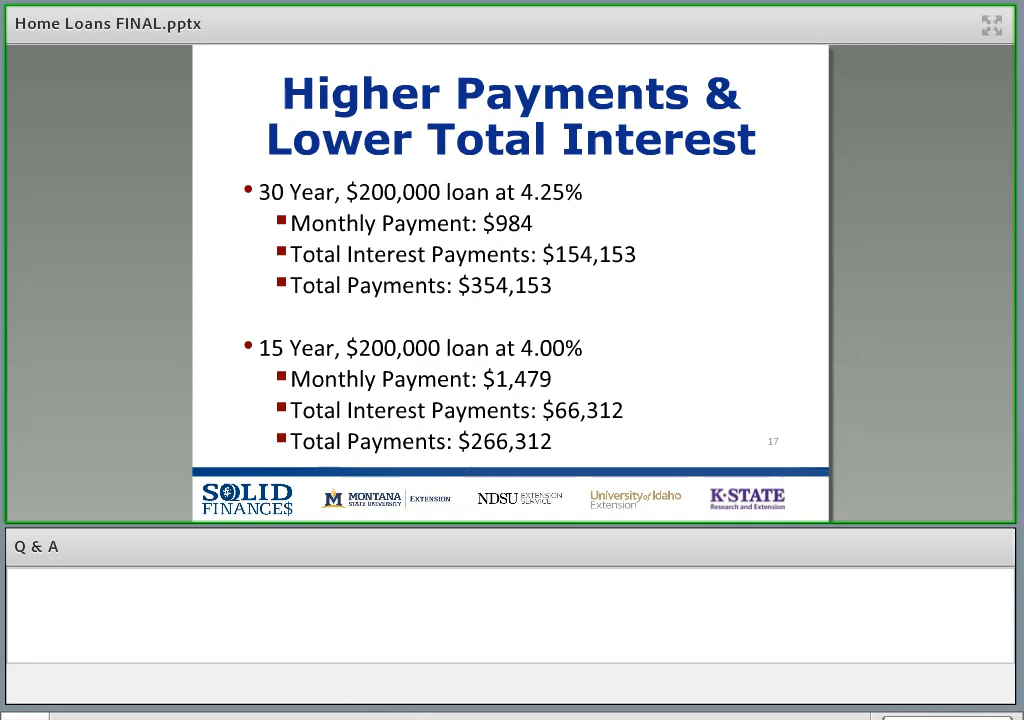 Home Loans FINAL.pptx
Higher Payments &
Lower Total Interest
• 30 Year, $200,000 loan at 4.25%
▪ Monthly Payment: $984
▪ Total Interest Payments: $154,153
▪ Total Payments: $354,153
• 15 Year, $200,000 loan at 4.00%
▪ Monthly Payment: $1,479
▪ Total Interest Payments: $66,312
▪ Total Payments: $266,312
17
SOLID
FINANCE$
M MONTANA
STATE UNIVERSITY
EXTENSION
NDSU EXTENSION
SERVICE
University of Idaho
Extension
K-STATE
Research and Extension
Q & A